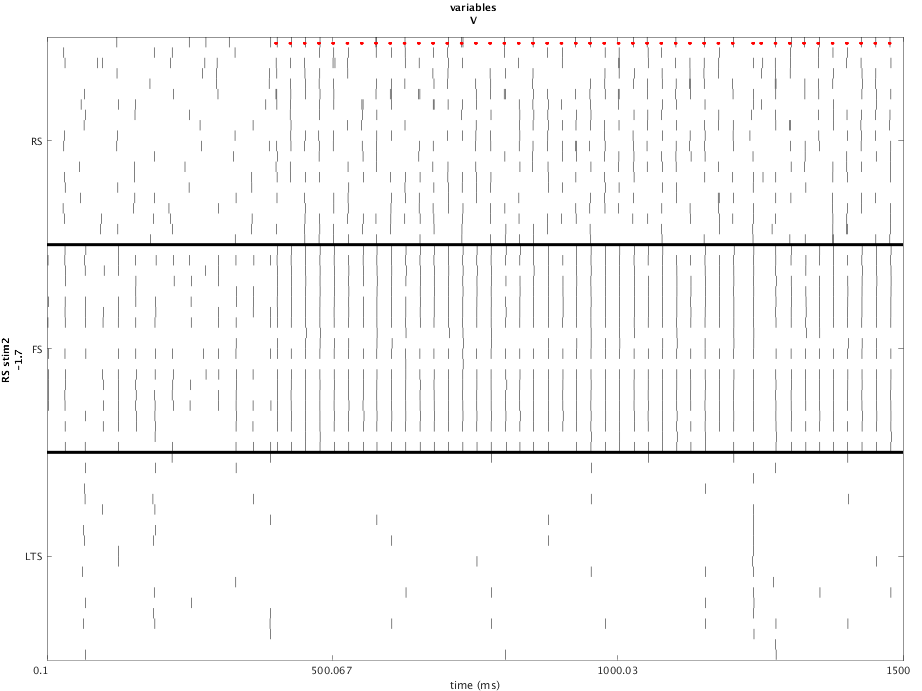 variables
V
RS
FS
LTS
RS stim2
-1.7
0.1
500.067
1000.03
1500
time (ms)